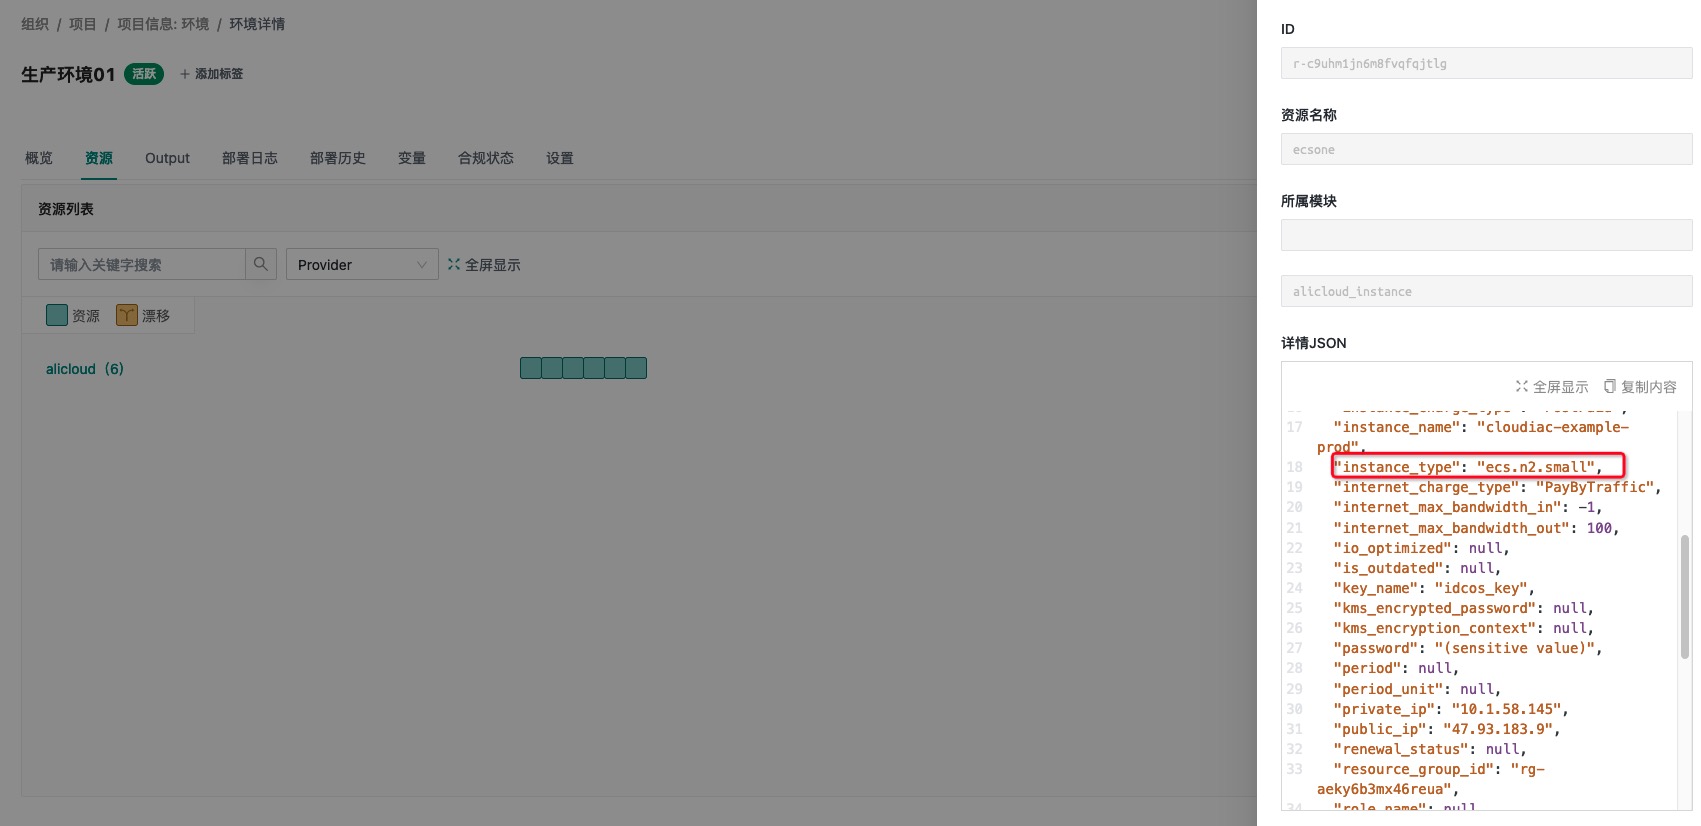 组织 / 项目 / 项目信息: 环境 / 环境详情
生产环境01 活跃 + 添加标签
概览 资源 Output 部署日志 部署历史 变量 合规状态 设置
资源列表
请输入关键字搜索 Provider 全屏显示
资源 漂移
alicloud (6)
ID
r-c9uhm1jn6m8fvqfqjtlg
资源名称
ecsone
所属模块
alicloud_instance
详情JSON
全屏显示 复制内容
17 "instance_name": "cloudiac-example-
prod",
18 "instance_type": "ecs.n2.small",
19 "internet_charge_type": "PayByTraffic",
20 "internet_max_bandwidth_in": -1,
21 "internet_max_bandwidth_out": 100,
22 "io_optimized": null,
23 "is_outdated": null,
24 "key_name": "idcos_key",
25 "kms_encrypted_password": null,
26 "kms_encryption_context": null,
27 "password": "(sensitive value)",
28 "period": null,
29 "period_unit": null,
30 "private_ip": "10.1.58.145",
31 "public_ip": "47.93.183.9",
32 "renewal_status": null,
33 "resource_group_id": "rg-
aeky6b3mx46reua",
34 "role_name": null